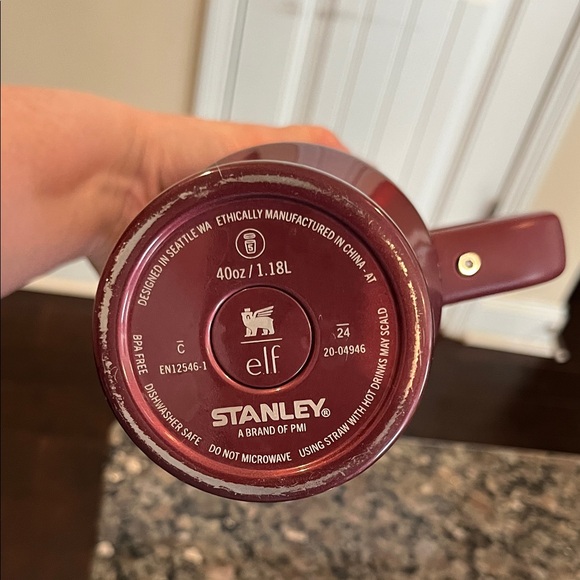 DESIGNED IN SEATTLE WA ETHICALLY MANUFACTURED IN CHINA - AT
5
40oz / 1.18L
C
EN12546-1
24
20-04946
elf
STANLEY®
A BRAND OF PMI
BPA FREE DISHWASHER SAFE DO NOT MICROWAVE USING STRAW WITH HOT DRINKS MAY SCALD